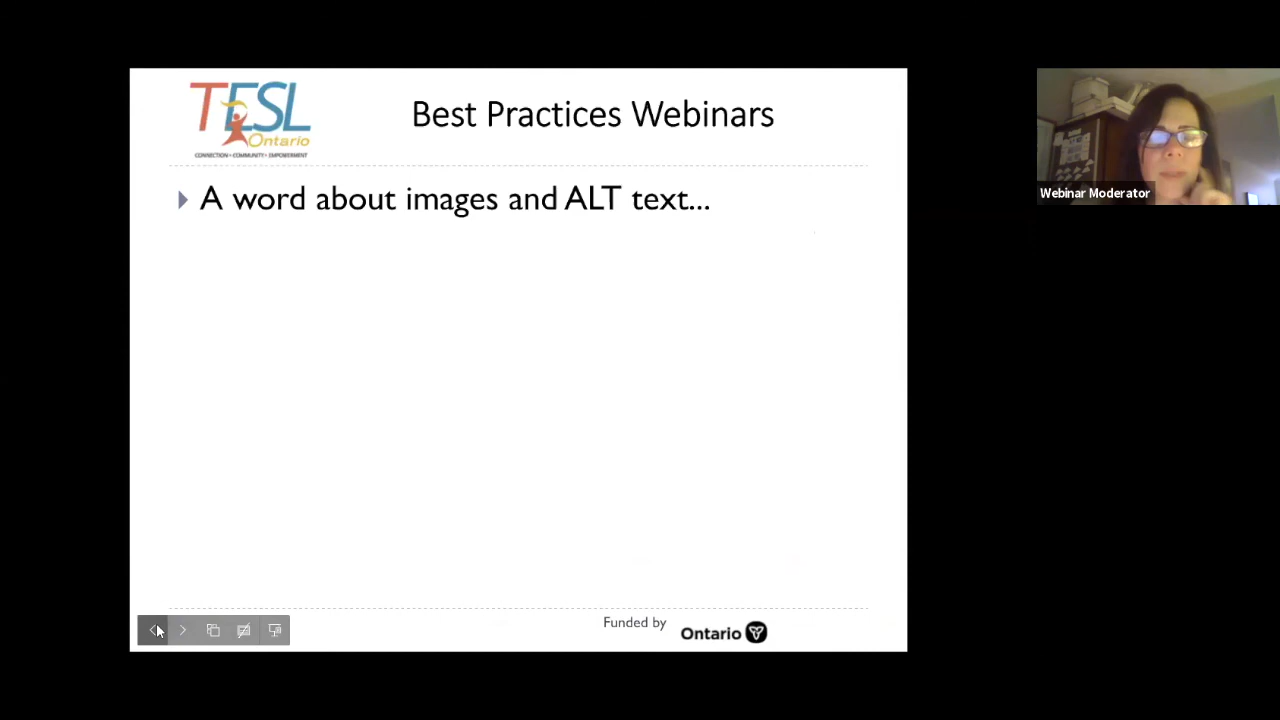 TESL
Ontario
CONNECTION • COMMUNITY • EMPOWERMENT
Best Practices Webinars
A word about images and ALT text...
Webinar Moderator
Funded by
Ontario